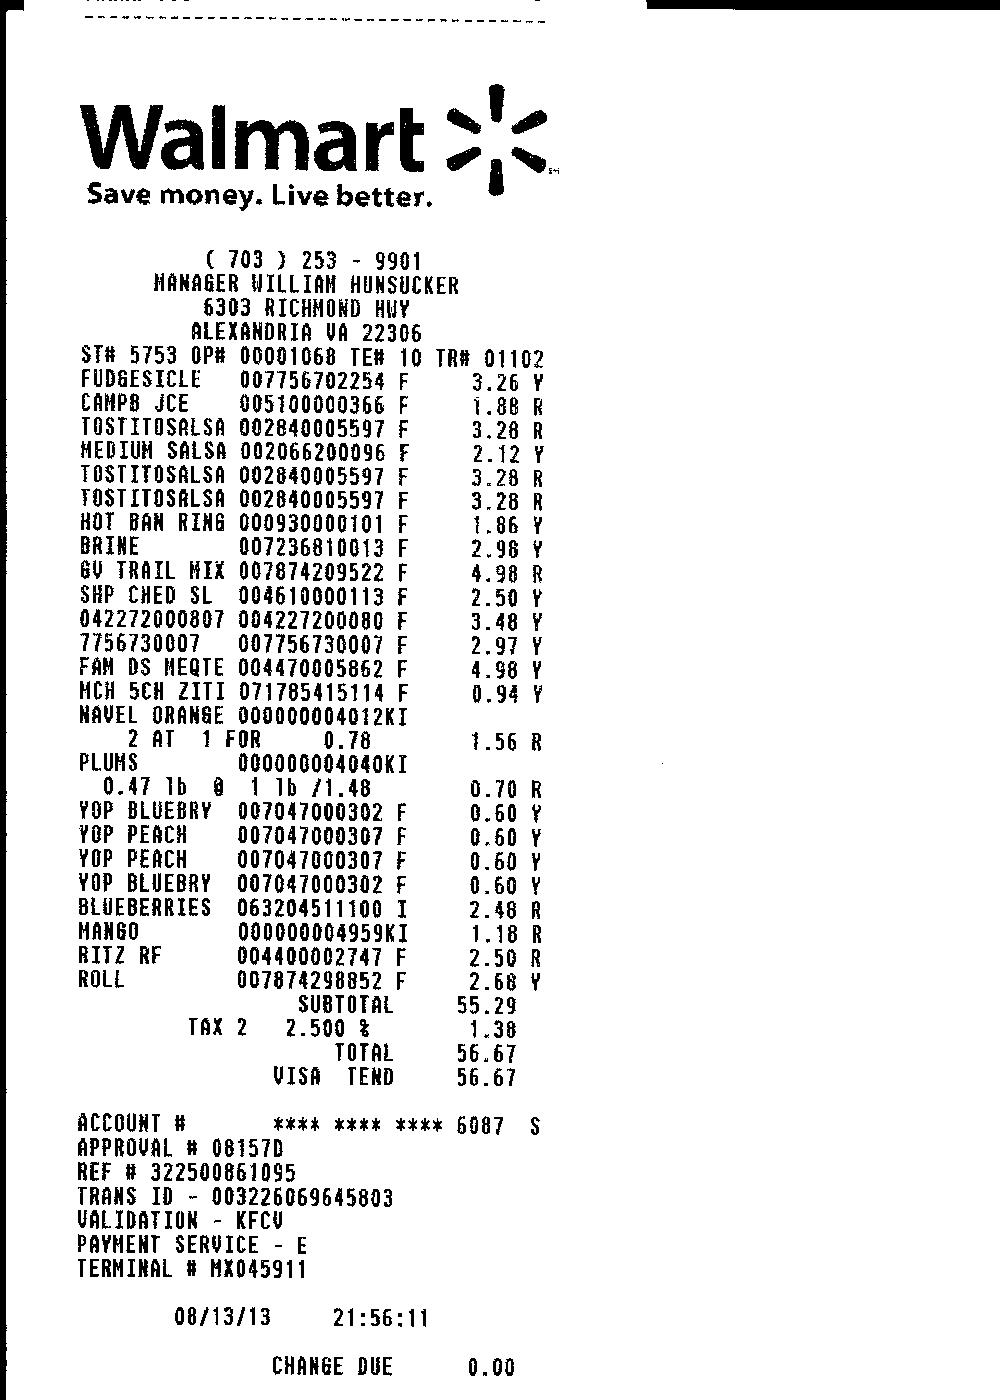 Walmart
Save money. Live better.
( 703 ) 253 - 9901
MANAGER WILLIAM HUNSUCKER
6303 RICHMOND HWY
ALEXANDRIA VA 22306
ST# 5753 OP# 00001068 TE# 10 TR# 01102
FUDGESICLE 007756702254 F 3.26 Y
CAMPB JCE 005100000366 F 1.88 R
TOSTITOSALSA 002840005597 F 3.28 R
MEDIUM SALSA 002066200096 F 2.12 Y
TOSTITOSALSA 002840005597 F 3.28 R
TOSTITOSALSA 002840005597 F 3.28 R
HOT BAN RING 000930000101 F 1.86 Y
BRINE 007236810013 F 2.98 Y
GV TRAIL MIX 007874209522 F 4.98 R
SHP CHED SL 004610000113 F 2.50 Y
042272000807 004227200080 F 3.48 Y
7756730007 007756730007 F 2.97 Y
FAM DS MEQTE 004470005862 F 4.98 Y
MCH 5CH ZITI 071785415114 F 0.94 Y
NAVEL ORANGE 000000004012KI
2 AT 1 FOR 0.78 1.56 R
PLUMS 000000004040KI
0.47 lb @ 1 lb /1.48 0.70 R
YOP BLUEBRY 007047000302 F 0.60 Y
YOP PEACH 007047000307 F 0.60 Y
YOP PEACH 007047000307 F 0.60 Y
YOP BLUEBRY 007047000302 F 0.60 Y
BLUEBERRIES 063204511100 I 2.48 R
MANGO 000000004959KI 1.18 R
RITZ RF 004400002747 F 2.50 R
ROLL 007874298852 F 2.68 Y
SUBTOTAL 55.29
TAX 2 2.500 % 1.38
TOTAL 56.67
VISA TEND 56.67
ACCOUNT # **** **** **** 6087 S
APPROVAL # 08157D
REF # 322500861095
TRANS ID - 003226069645803
VALIDATION - KFCV
PAYMENT SERVICE - E
TERMINAL # MX045911
08/13/13 21:56:11
CHANGE DUE 0.00